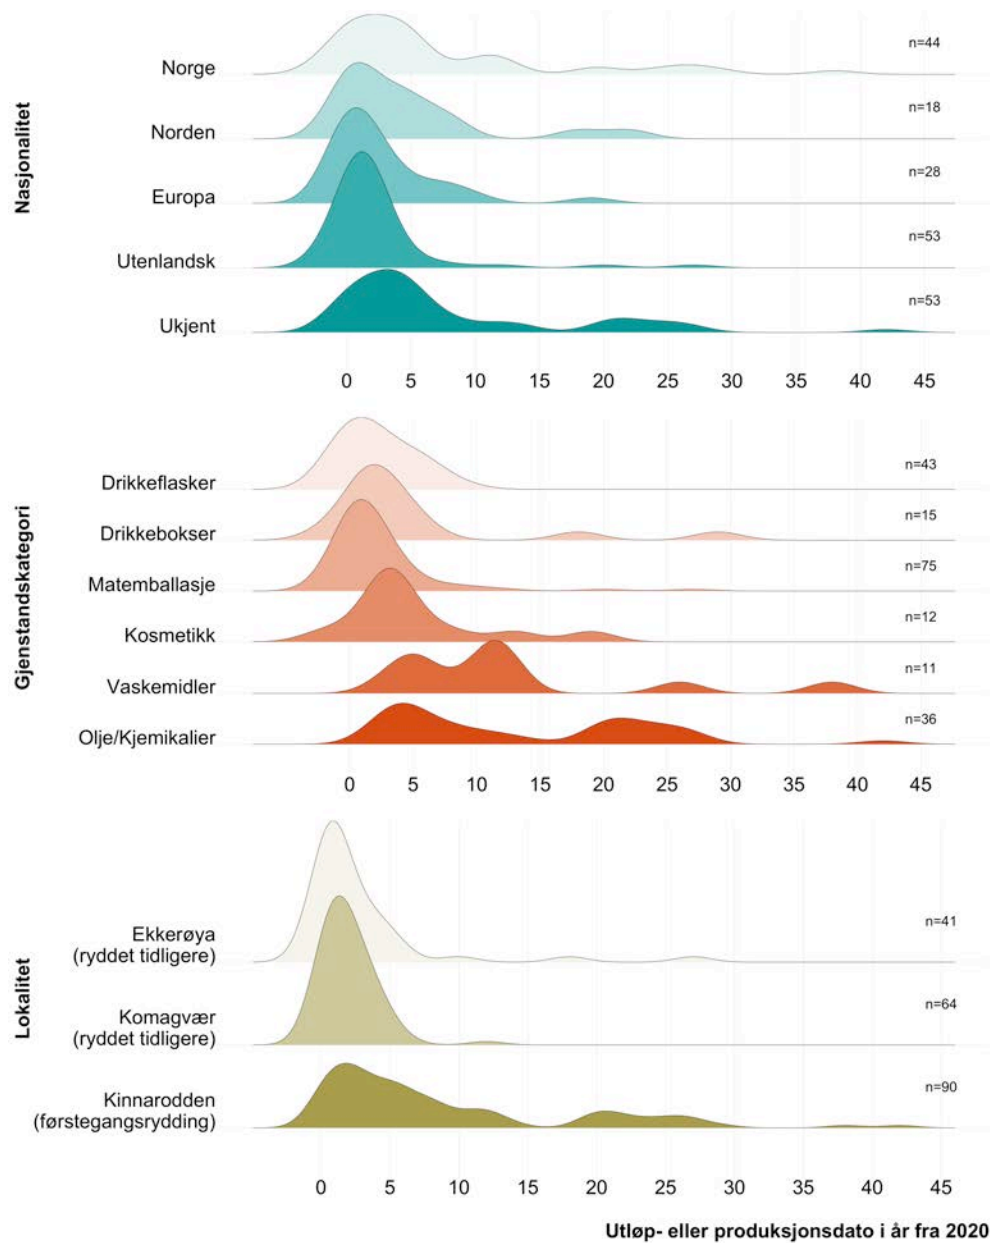 Nasjonalitet
Norge
n=44
Norden
n=18
Europa
n=28
Utenlandsk
n=53
Ukjent
n=53
0 5 10 15 20 25 30 35 40 45
Gjenstandskategori
Drikkeflasker
n=43
Drikkebokser
n=15
Matemballasje
n=75
Kosmetikk
n=12
Vaskemidler
n=11
Olje/Kjemikalier
n=36
0 5 10 15 20 25 30 35 40 45
Lokalitet
Ekkerøya
(ryddet tidligere)
n=41
Komagvær
(ryddet tidligere)
n=64
Kinnarodden
(førstegangsrydding)
n=90
0 5 10 15 20 25 30 35 40 45
Utløp- eller produksjonsdato i år fra 2020